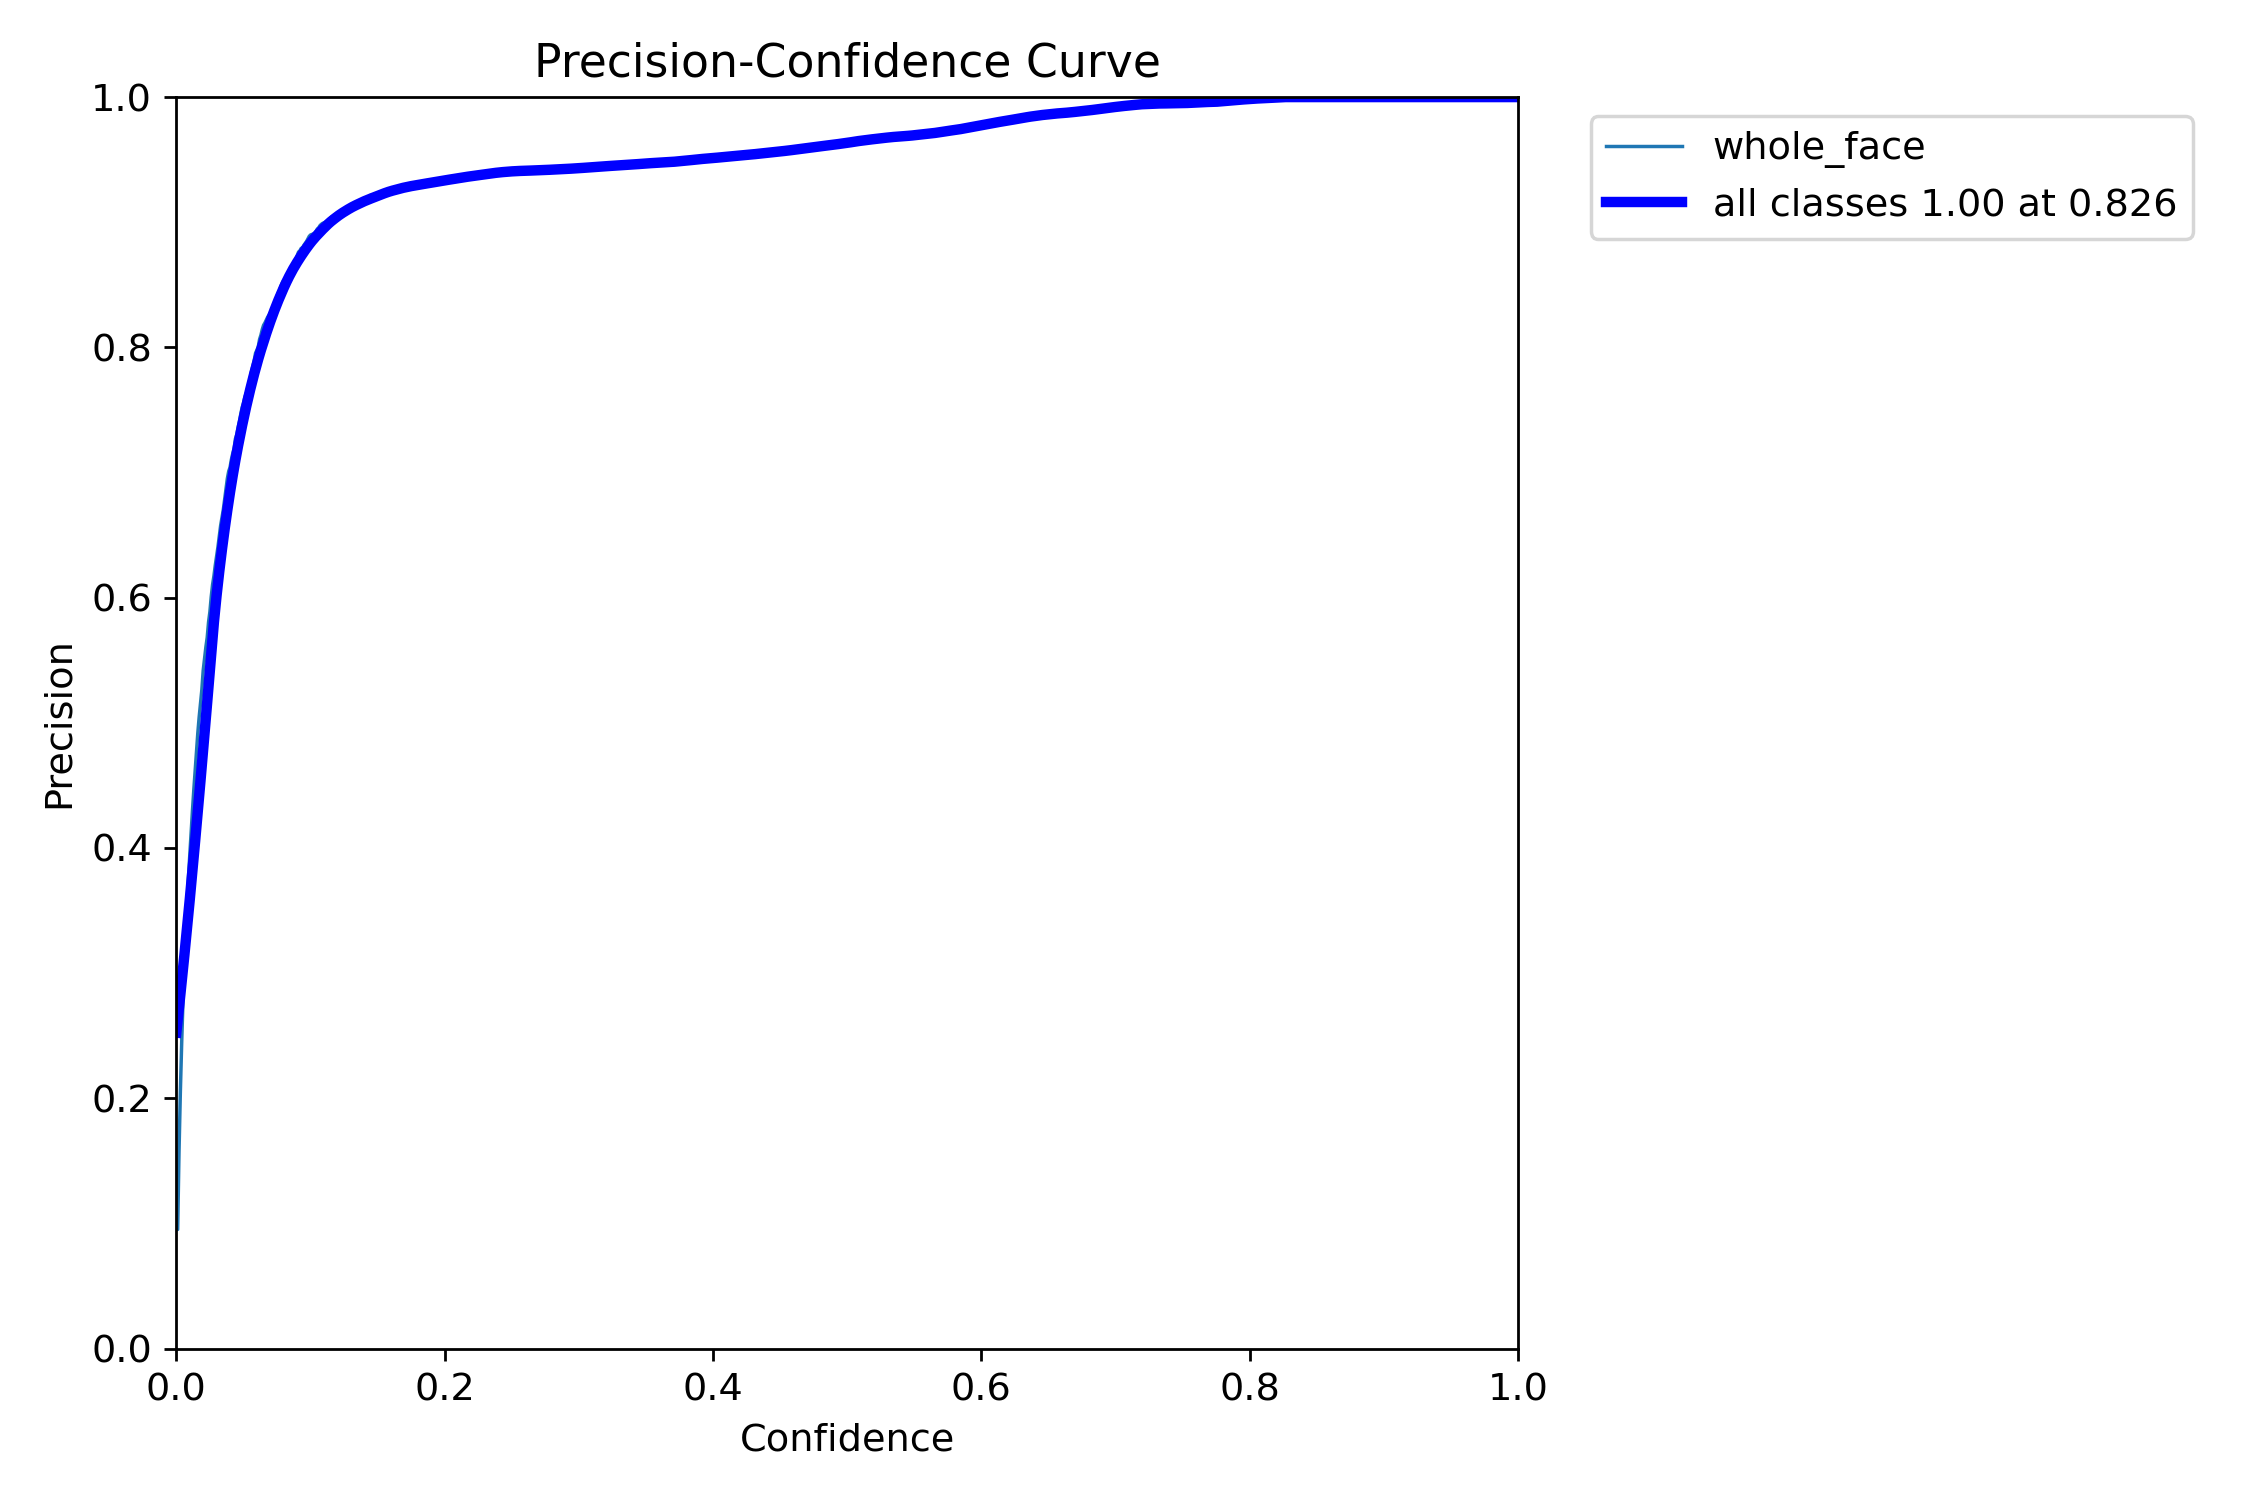 Precision-Confidence Curve
1.0
0.8
0.6
0.4
0.2
0.0
Precision
0.0 0.2 0.4 0.6 0.8 1.0
Confidence
whole_face
all classes 1.00 at 0.826